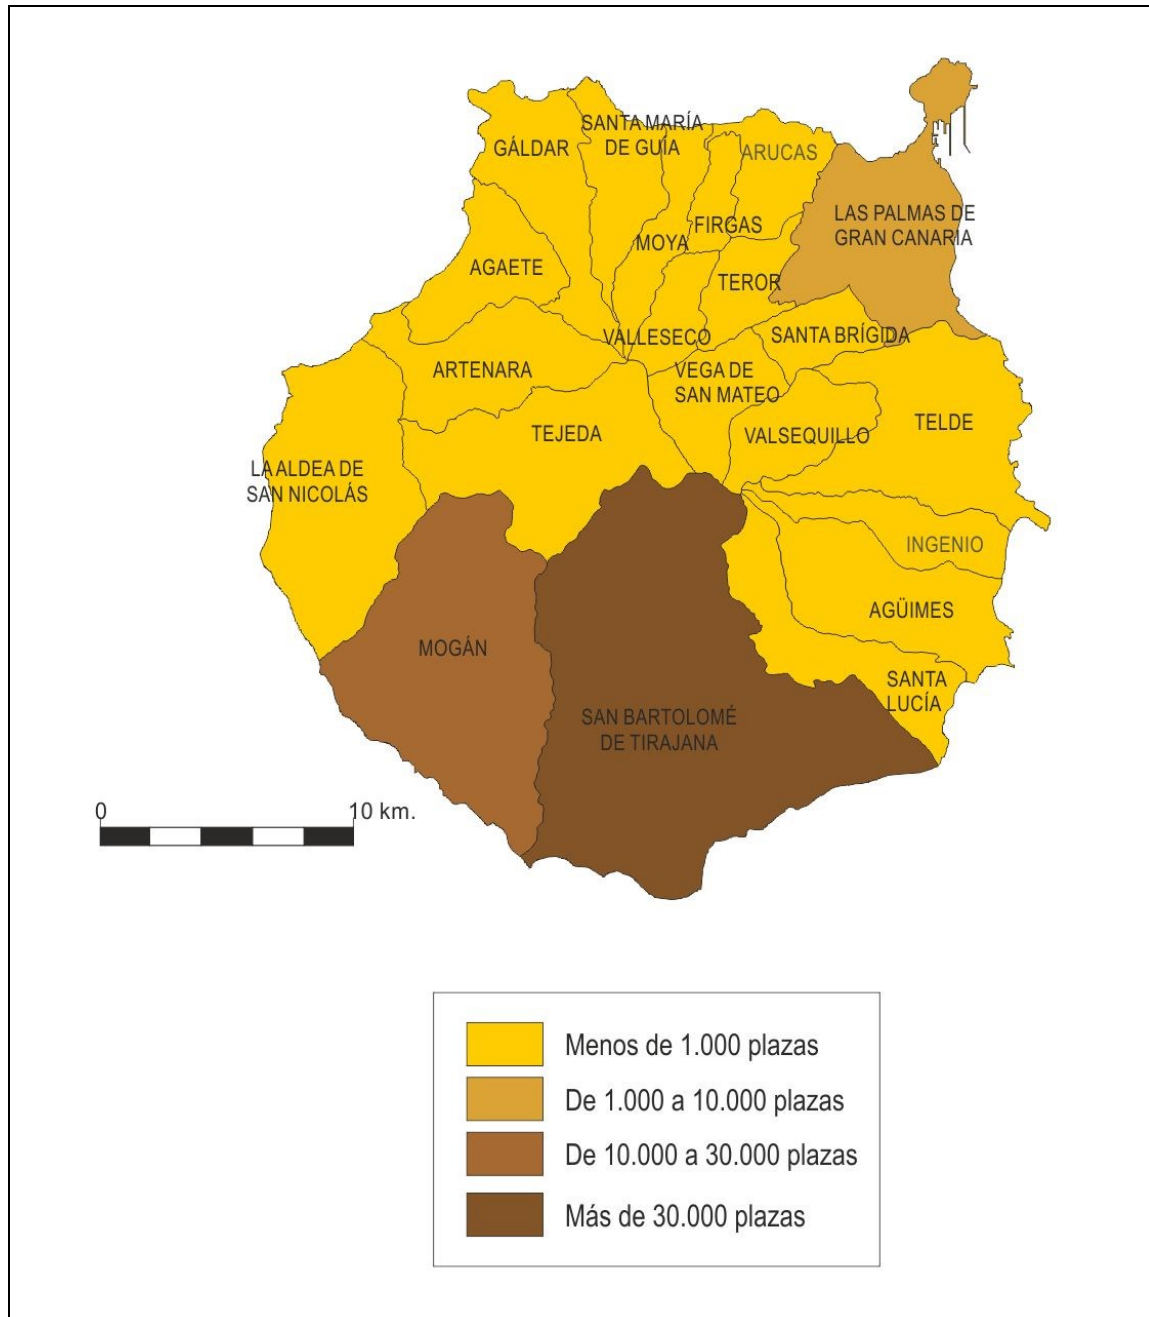 SANTA MARÍA
DE GUÍA
GÁLDAR
ARUCAS
LAS PALMAS DE
GRAN CANARIA
FIRGAS
MOYA
AGAETE
TEROR
VALLESECO
SANTA BRÍGIDA
ARTENARA
VEGA DE
SAN MATEO
TELDE
TEJEDA
VALSEQUILLO
LA ALDEA DE
SAN NICOLÁS
INGENIO
AGÜIMES
MOGÁN
SANTA
LUCÍA
SAN BARTOLOMÉ
DE TIRAJANA
0
10 km.
Menos de 1.000 plazas
De 1.000 a 10.000 plazas
De 10.000 a 30.000 plazas
Más de 30.000 plazas